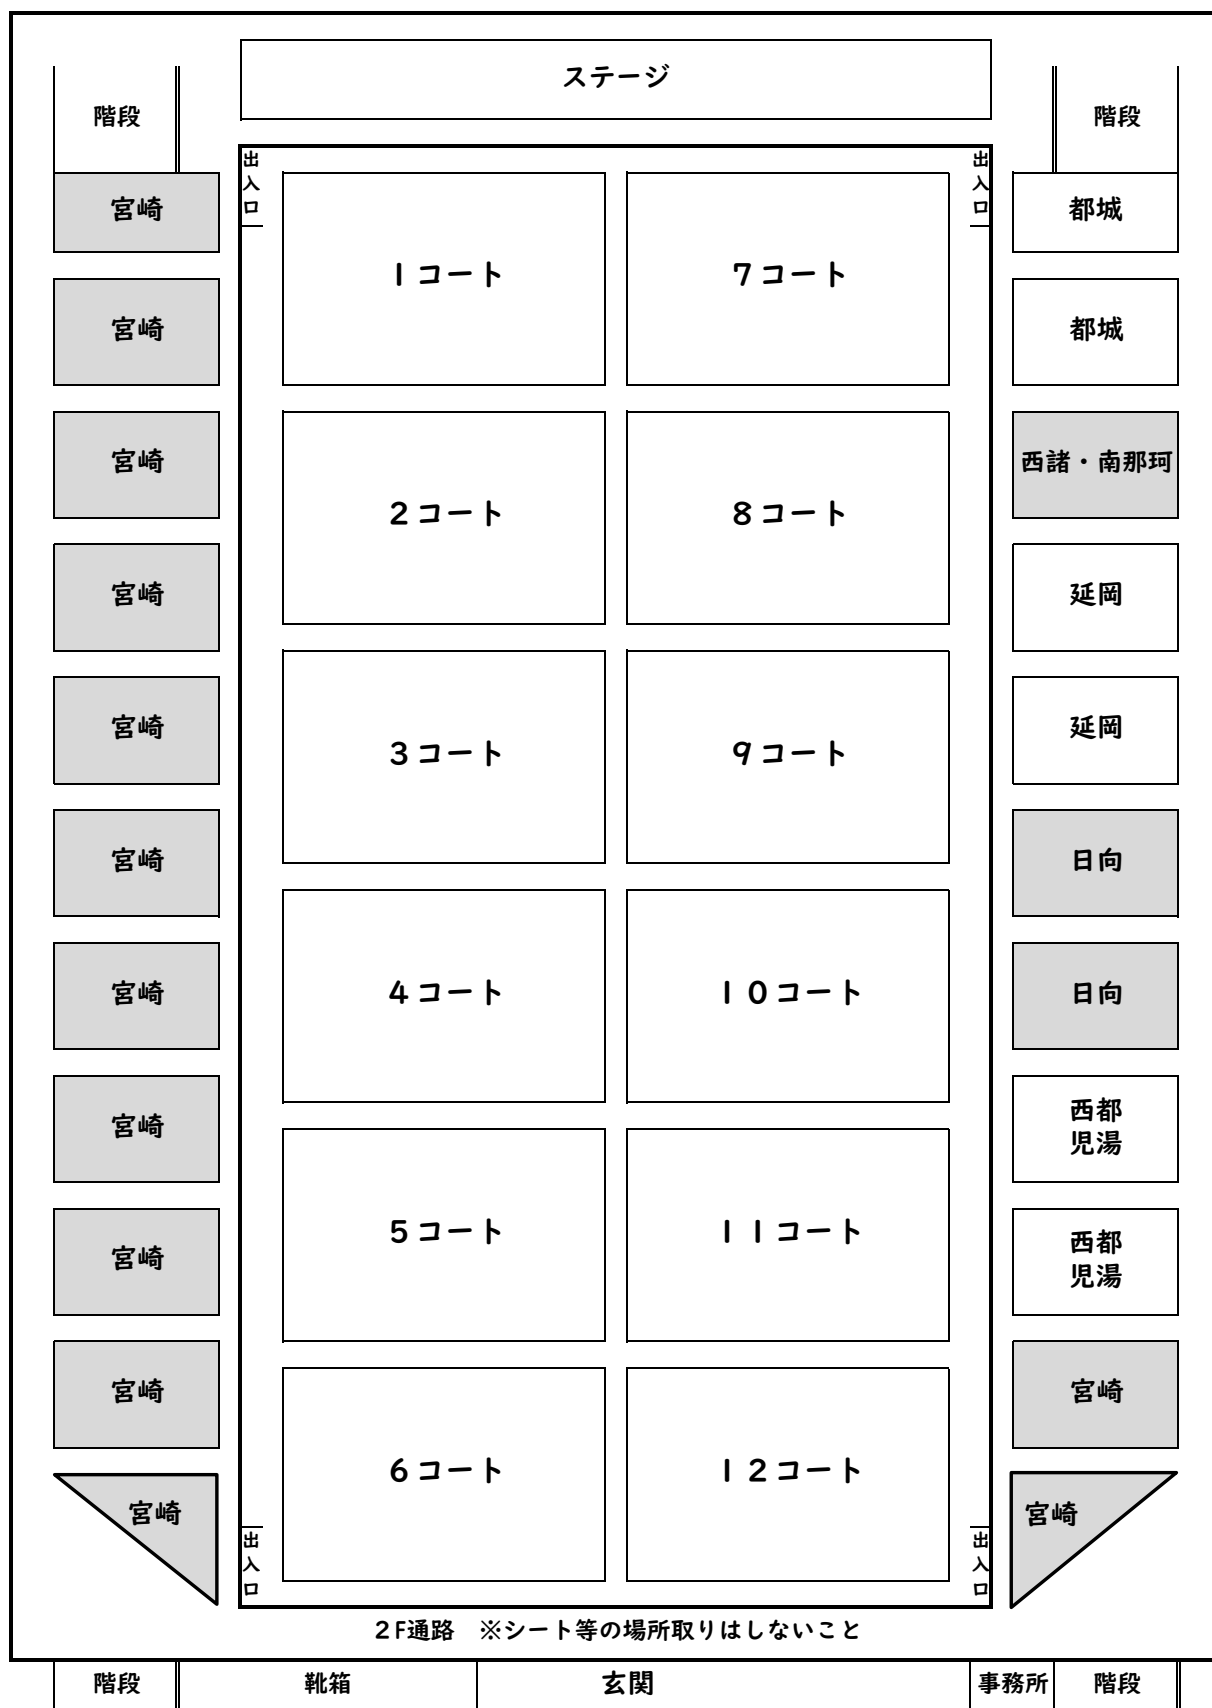 ステージ
階段
階段
出入口
出入口
宮崎
都城
1コート
7コート
宮崎
都城
宮崎
西諸・南那珂
2コート
8コート
宮崎
延岡
宮崎
延岡
3コート
9コート
宮崎
日向
宮崎
日向
4コート
10コート
宮崎
西都
児湯
5コート
11コート
宮崎
西都
児湯
宮崎
宮崎
6コート
12コート
宮崎
宮崎
出入口
出入口
2F通路　※シート等の場所取りはしないこと
階段
靴箱
玄関
事務所
階段